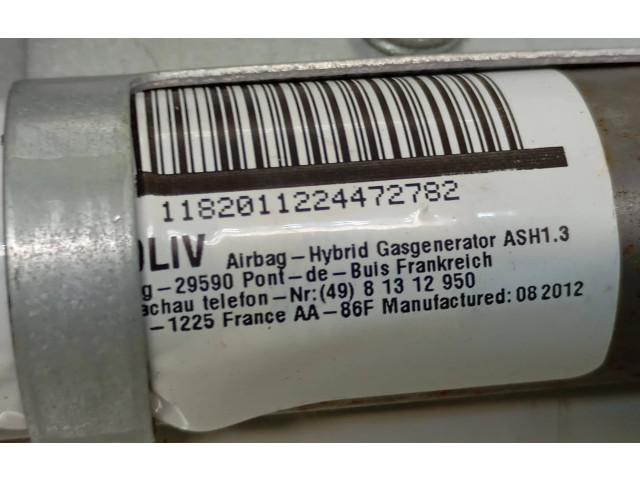 1182011224472782
OLIV Airbag-Hybrid Gasgenerator ASH1.3
g-29590 Pont-de-Buis Frankreich
achau telefon-Nr:(49) 8 13 12 950
-1225 France AA-86F Manufactured: 08 2012